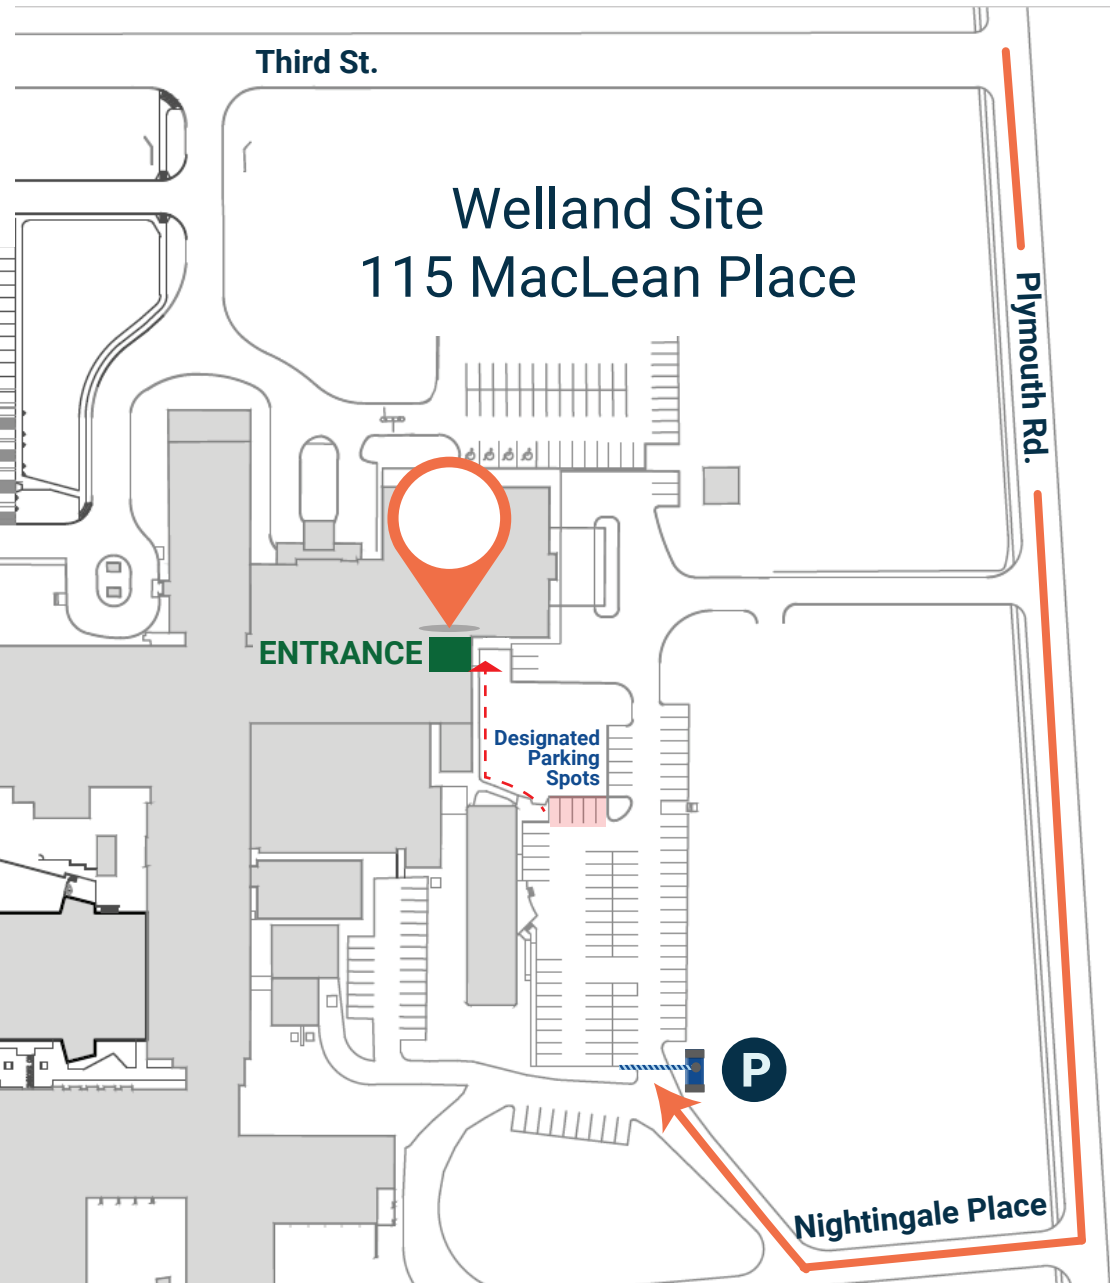 Third St.
Welland Site
115 MacLean Place
Plymouth Rd.
ENTRANCE
Designated
Parking
Spots
P
Nightingale Place